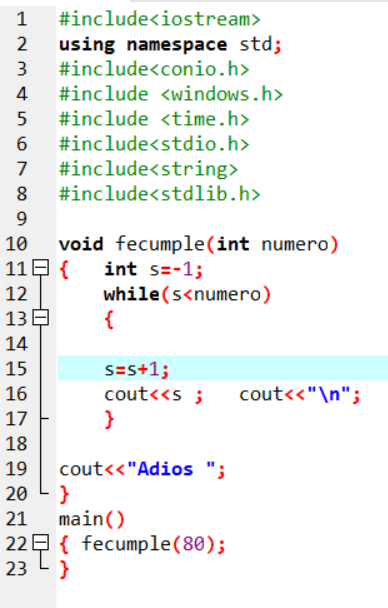 1 #include<iostream>
2 using namespace std;
3 #include<conio.h>
4 #include <windows.h>
5 #include <time.h>
6 #include<stdio.h>
7 #include<string>
8 #include<stdlib.h>
9
10 void fecumple(int numero)
11 { int s=-1;
12 while(s<numero)
13 {
14
15 s=s+1;
16 cout<<s ; cout<<"\n";
17 }
18
19 cout<<"Adios ";
20 }
21 main()
22 { fecumple(80);
23 }